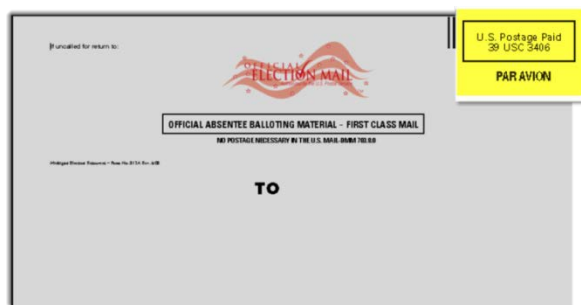 If uncalled for return to:
U.S. Postage Paid
39 USC 3406
PAR AVION
OFFICIAL
ELECTION MAIL
OFFICIAL ABSENTEE BALLOTING MATERIAL - FIRST CLASS MAIL
NO POSTAGE NECESSARY IN THE U.S. MAIL-DMM 703.8.0
TO